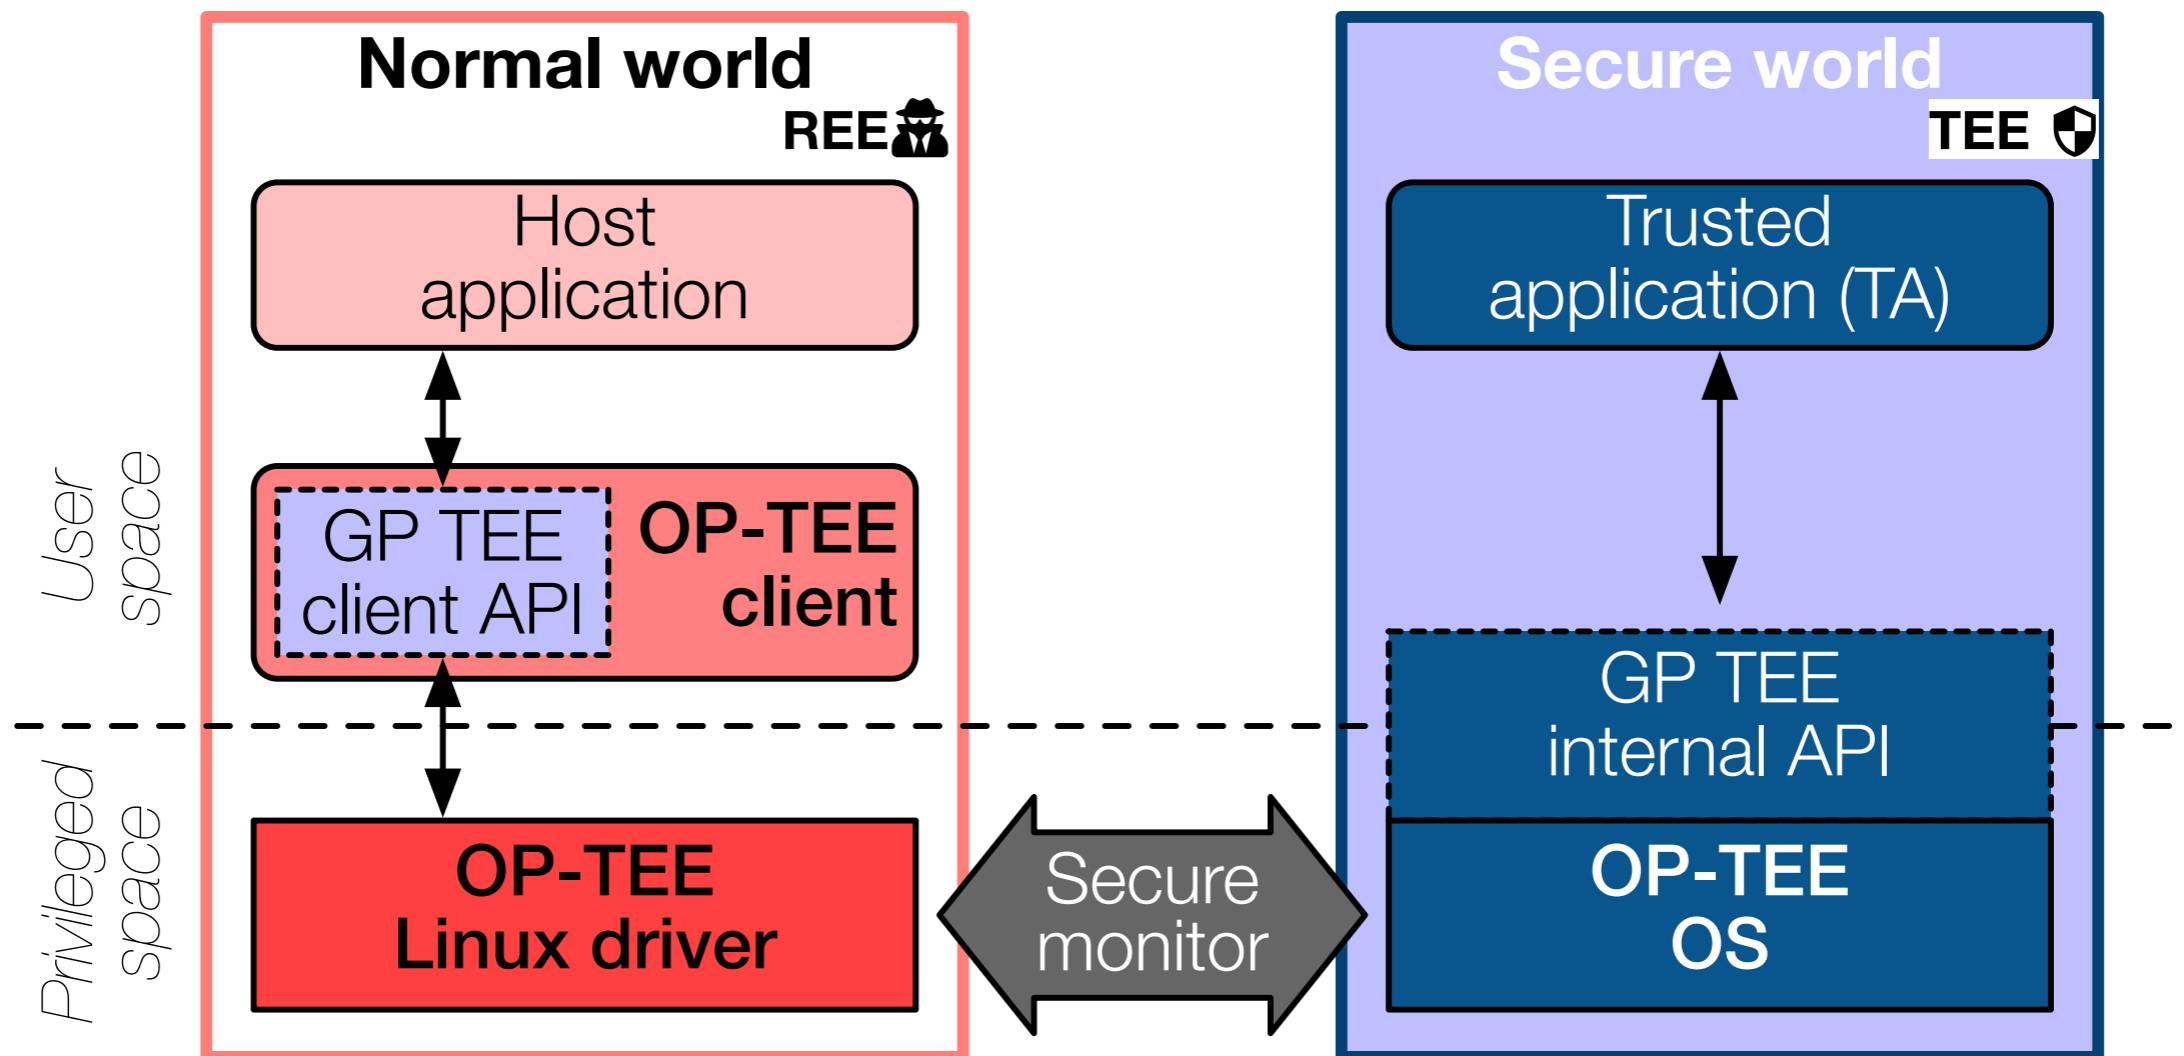 Normal world
REE
Host
application
GP TEE
client API
OP-TEE
client
OP-TEE
Linux driver
User
space
Privileged
space
Secure
monitor
Secure world
TEE
Trusted
application (TA)
GP TEE
internal API
OP-TEE
OS